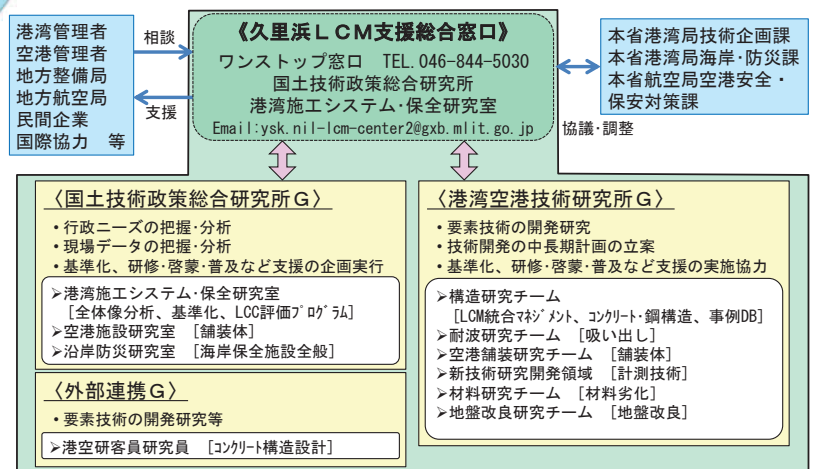 港湾管理者
空港管理者
地方整備局
地方航空局
民間企業
国際協力　等
相談
支援
《久里浜ＬＣＭ支援総合窓口》
ワンストップ窓口　TEL.046-844-5030
国土技術政策総合研究所
港湾施工システム・保全研究室
Email:ysk.nil-lcm-center2@gxb.mlit.go.jp
協議・調整
本省港湾局技術企画課
本省港湾局海岸・防災課
本省航空局空港安全・
保安対策課
〈国土技術政策総合研究所Ｇ〉
・行政ニーズの把握・分析
・現場データの把握・分析
・基準化、研修・啓蒙・普及など支援の企画実行
➢港湾施工システム・保全研究室
［全体像分析、基準化、LCC評価ﾌﾟﾛｸﾞﾗﾑ］
➢空港施設研究室　［舗装体］
➢沿岸防災研究室　［海岸保全施設全般］
〈外部連携Ｇ〉
・要素技術の開発研究等
➢港空研客員研究員　［ｺﾝｸﾘｰﾄ構造設計］
〈港湾空港技術研究所Ｇ〉
・要素技術の開発研究
・技術開発の中長期計画の立案
・基準化、研修・啓蒙・普及など支援の実施協力
➢構造研究チーム
［LCM統合ﾏﾈｼﾞﾒﾝﾄ、ｺﾝｸﾘｰﾄ・鋼構造、事例DB］
➢耐波研究チーム　［吸い出し］
➢空港舗装研究チーム　［舗装体］
➢新技術研究開発領域　［計測技術］
➢材料研究チーム　［材料劣化］
➢地盤改良研究チーム　［地盤改良］